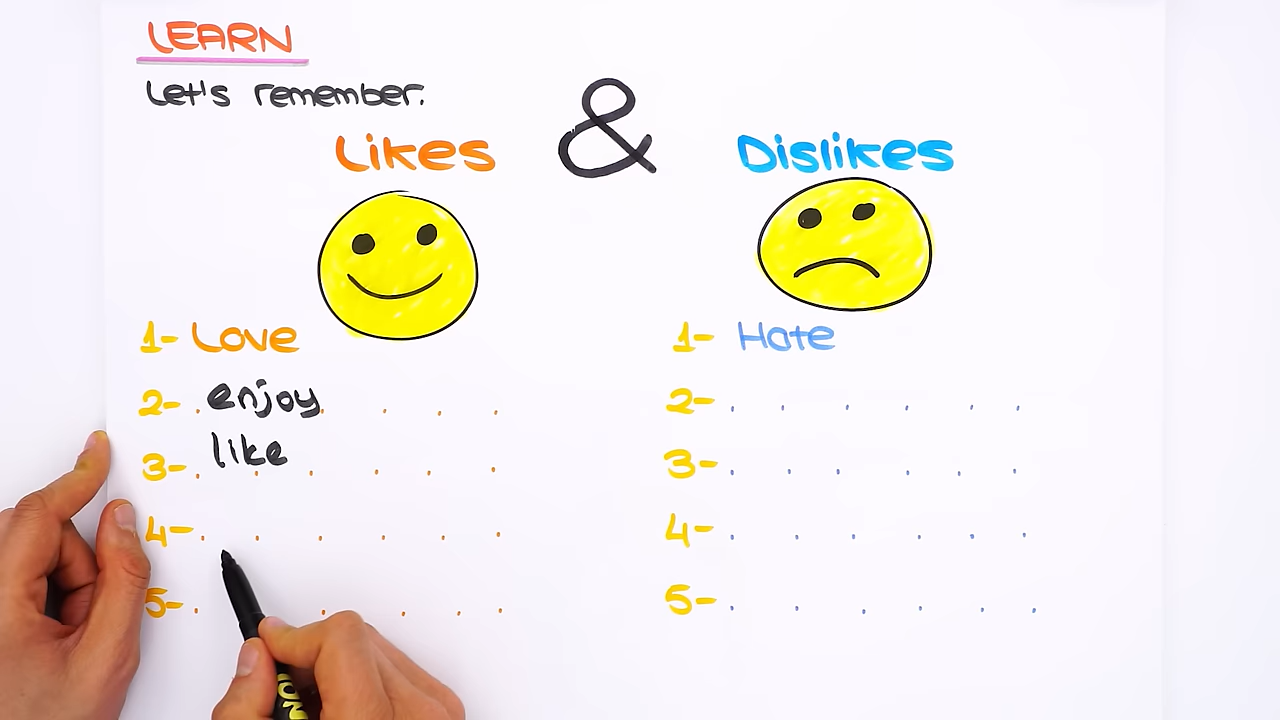 LEARN
Let's remember.
Likes & Dislikes
1- Love
2- enjoy
3- like
4-
5-
1- Hate
2-
3-
4-
5-